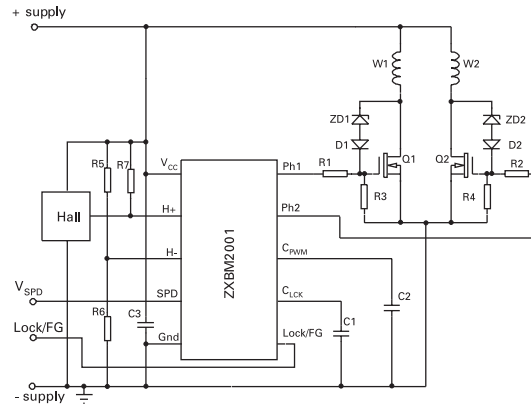 + supply
W1
W2
ZD1
ZD2
D1
D2
Q1
Q2
R1
R2
R3
R4
R5
R7
Hall
VCC
Ph1
H+
Ph2
H-
CPWM
VSPD
SPD
CLCK
ZXBM2001
R6
C3
C1
C2
Lock/FG
Lock/FG
Gnd
- supply